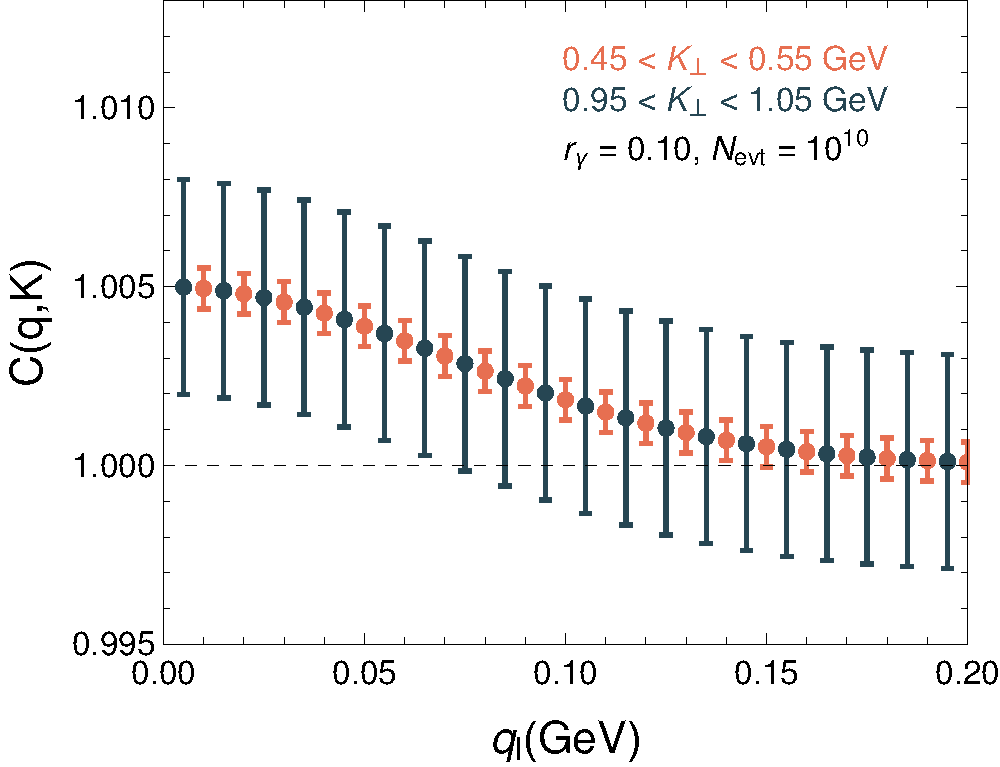 0.45 < K⊥ < 0.55 GeV
0.95 < K⊥ < 1.05 GeV
rγ = 0.10, Nevt = 10¹⁰
C(q,K)
1.010
1.005
1.000
0.995
0.00 0.05 0.10 0.15 0.20
ql(GeV)